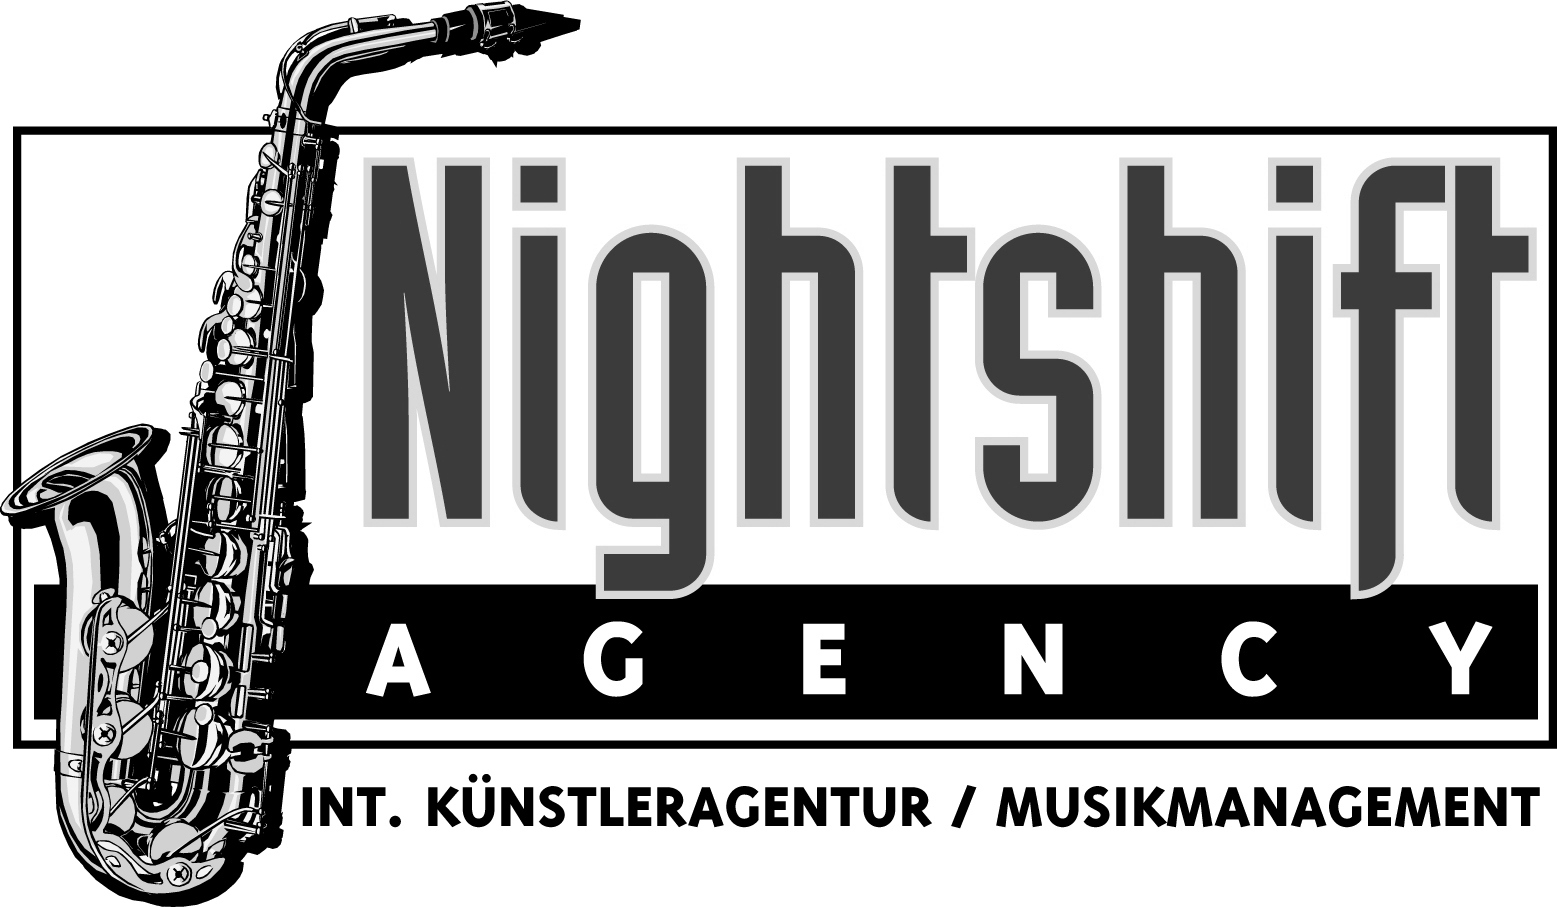 Nightshift
AGENCY
INT. KÜNSTLERAGENTUR / MUSIKMANAGEMENT